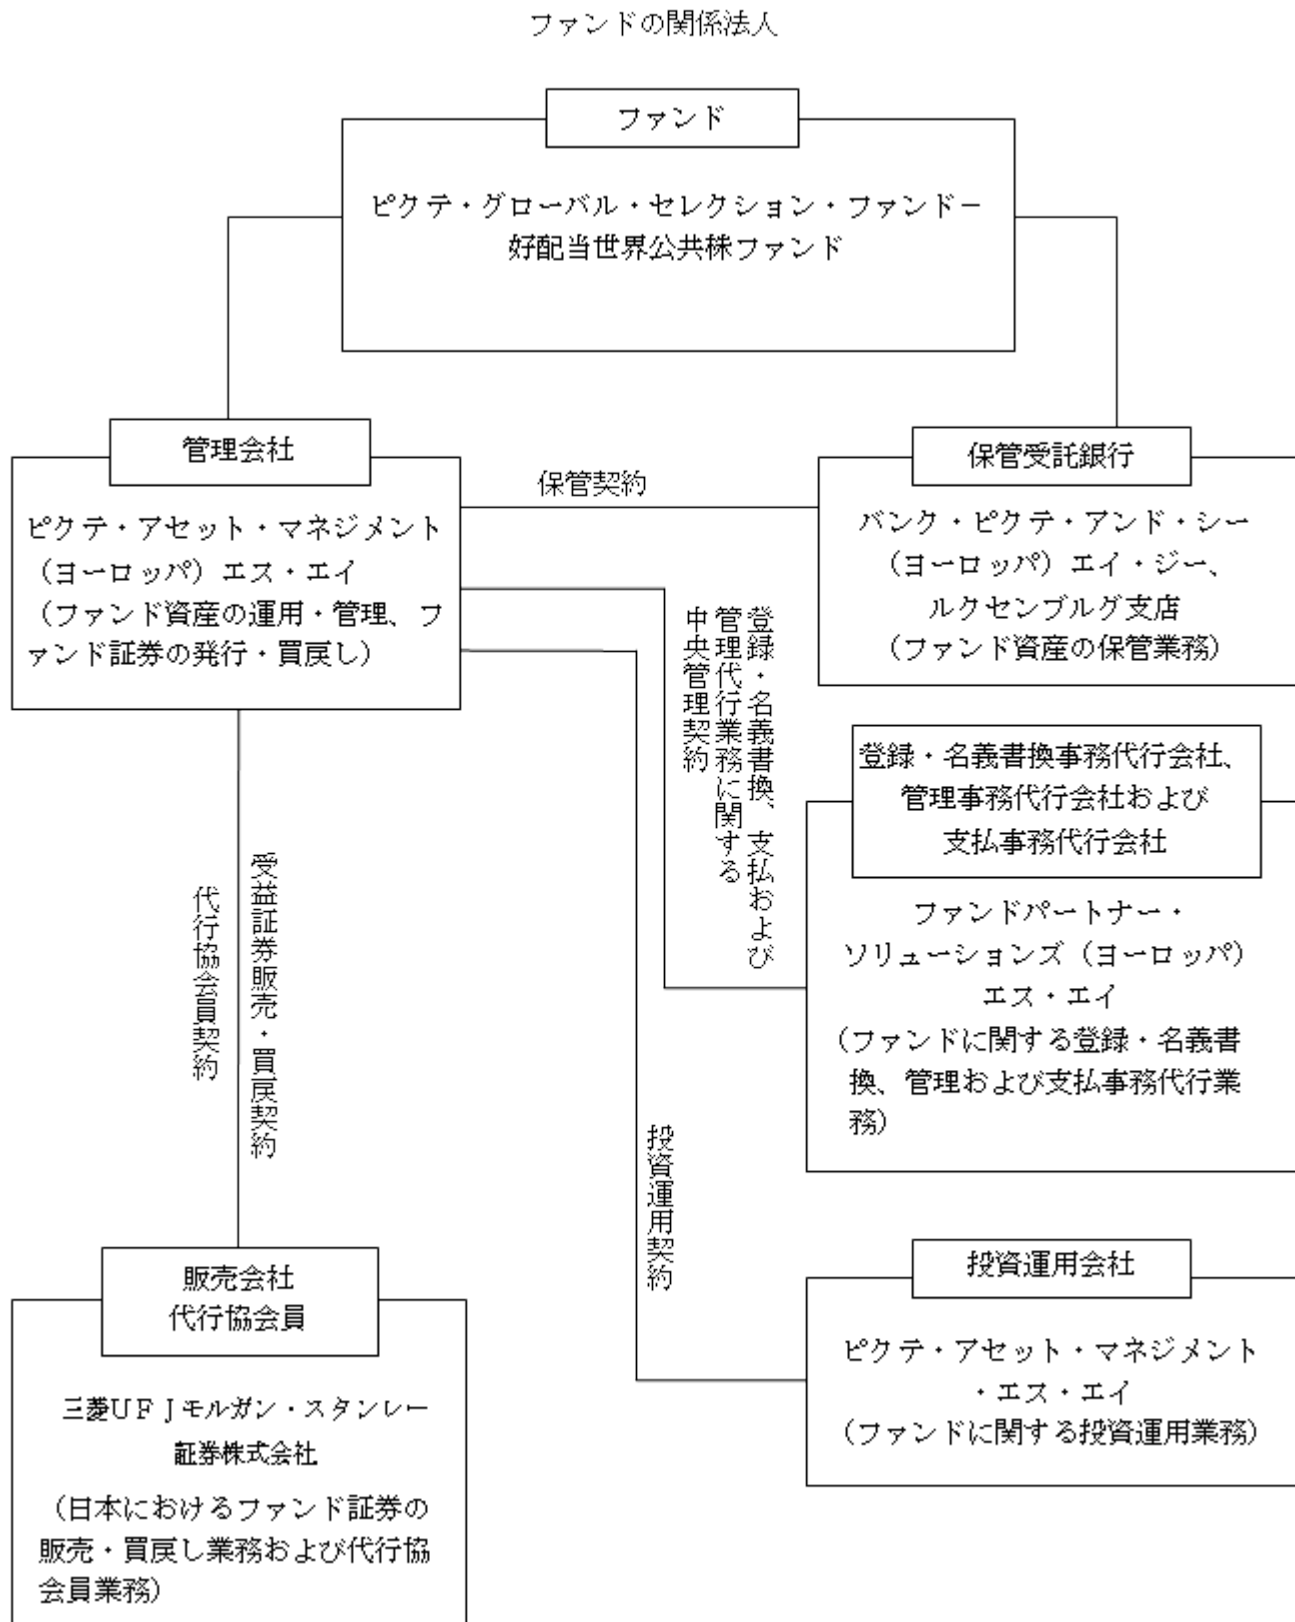 ファンドの関係法人
ファンド
ピクテ・グローバル・セレクション・ファンド－
好配当世界公共株ファンド
管理会社
ピクテ・アセット・マネジメント
（ヨーロッパ）エス・エイ
（ファンド資産の運用・管理、フ
ァンド証券の発行・買戻し）
保管契約
保管受託銀行
バンク・ピクテ・アンド・シー
（ヨーロッパ）エイ・ジー、
ルクセンブルグ支店
（ファンド資産の保管業務）
登録・名義書換、支払および
管理代行業務に関する
中央管理契約
登録・名義書換事務代行会社、
管理事務代行会社および
支払事務代行会社
ファンドパートナー・
ソリューションズ（ヨーロッパ）
エス・エイ
（ファンドに関する登録・名義書
換、管理および支払事務代行業
務）
受益証券販売・買戻契約
代行協会員契約
投資運用契約
投資運用会社
ピクテ・アセット・マネジメント
・エス・エイ
（ファンドに関する投資運用業務）
販売会社
代行協会員
三菱ＵＦＪモルガン・スタンレー
証券株式会社
（日本におけるファンド証券の
販売・買戻し業務および代行協
会員業務）